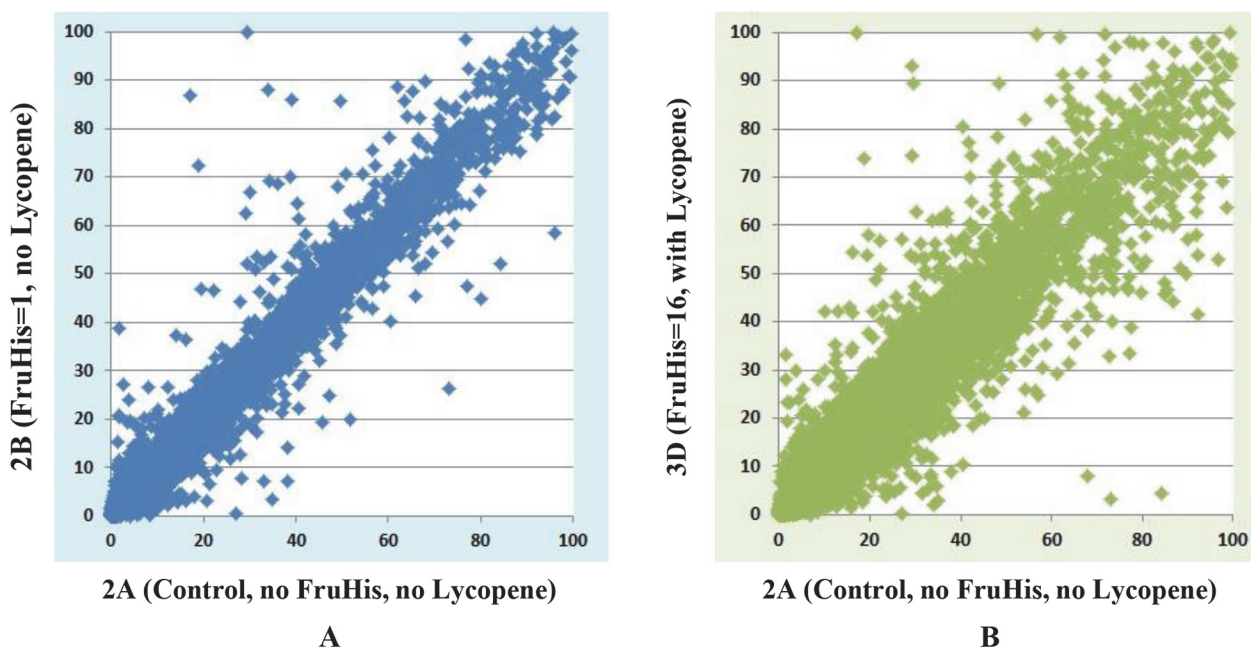 2B (FruHis=1, no Lycopene)
100
90
80
70
60
50
40
30
20
10
0
0 20 40 60 80 100
2A (Control, no FruHis, no Lycopene)
A
3D (FruHis=16, with Lycopene)
100
90
80
70
60
50
40
30
20
10
0
0 20 40 60 80 100
2A (Control, no FruHis, no Lycopene)
B